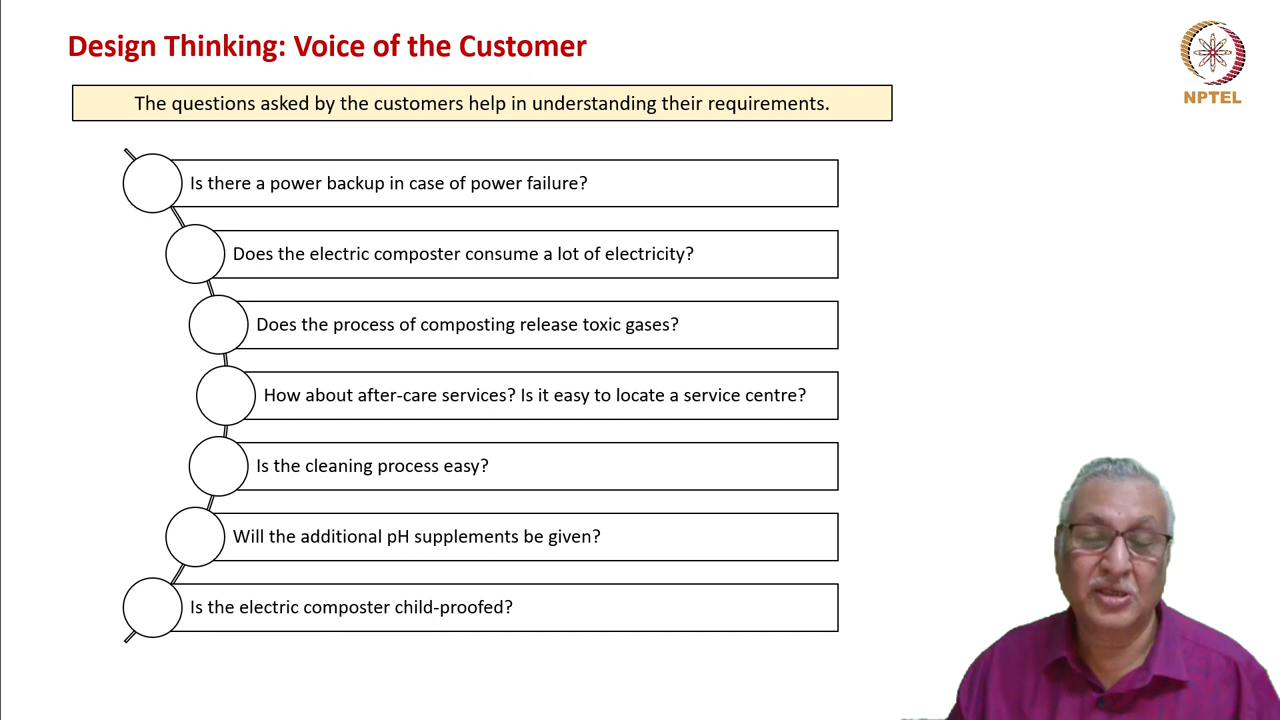 Design Thinking: Voice of the Customer
NPTEL
The questions asked by the customers help in understanding their requirements.
Is there a power backup in case of power failure?
Does the electric composter consume a lot of electricity?
Does the process of composting release toxic gases?
How about after-care services? Is it easy to locate a service centre?
Is the cleaning process easy?
Will the additional pH supplements be given?
Is the electric composter child-proofed?